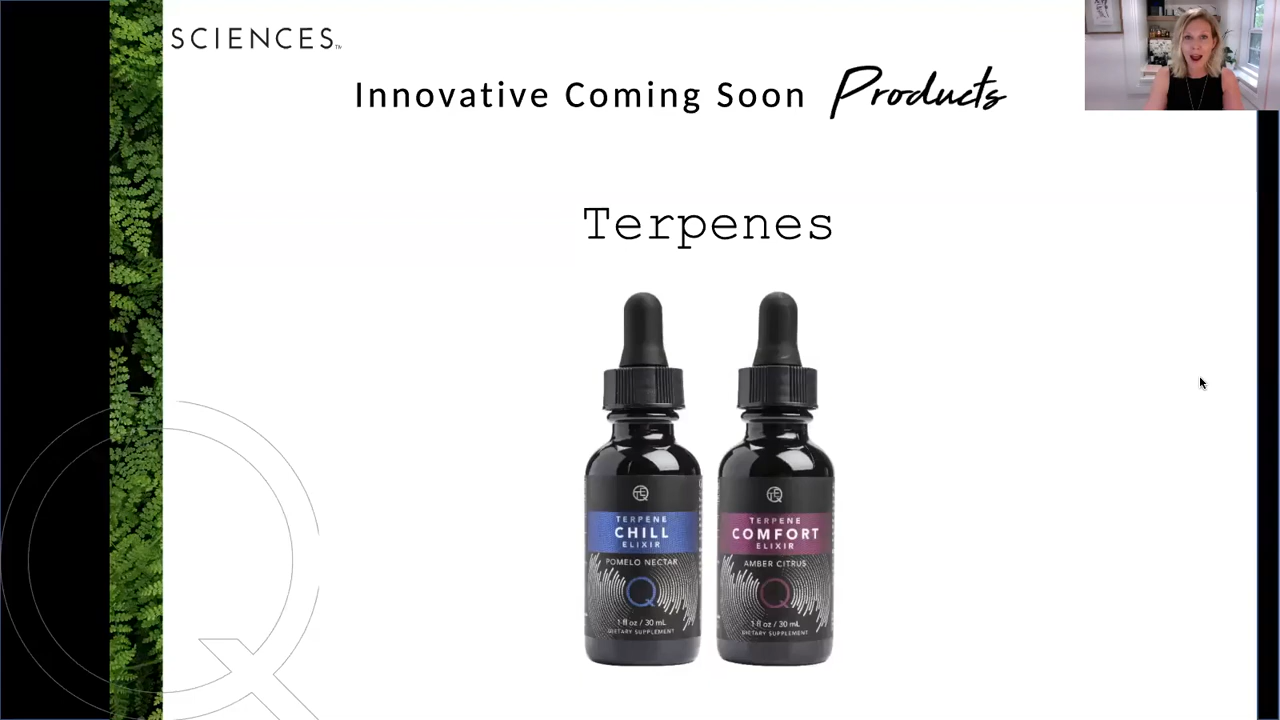 SCIENCES™
Innovative Coming Soon Products
Terpenes
TERPENE
CHILL
ELIXIR
POMELO NECTAR
Q
1 fl oz / 30 mL
DIETARY SUPPLEMENT
TERPENE
COMFORT
ELIXIR
AMBER CITRUS
Q
1 fl oz / 30 mL
DIETARY SUPPLEMENT